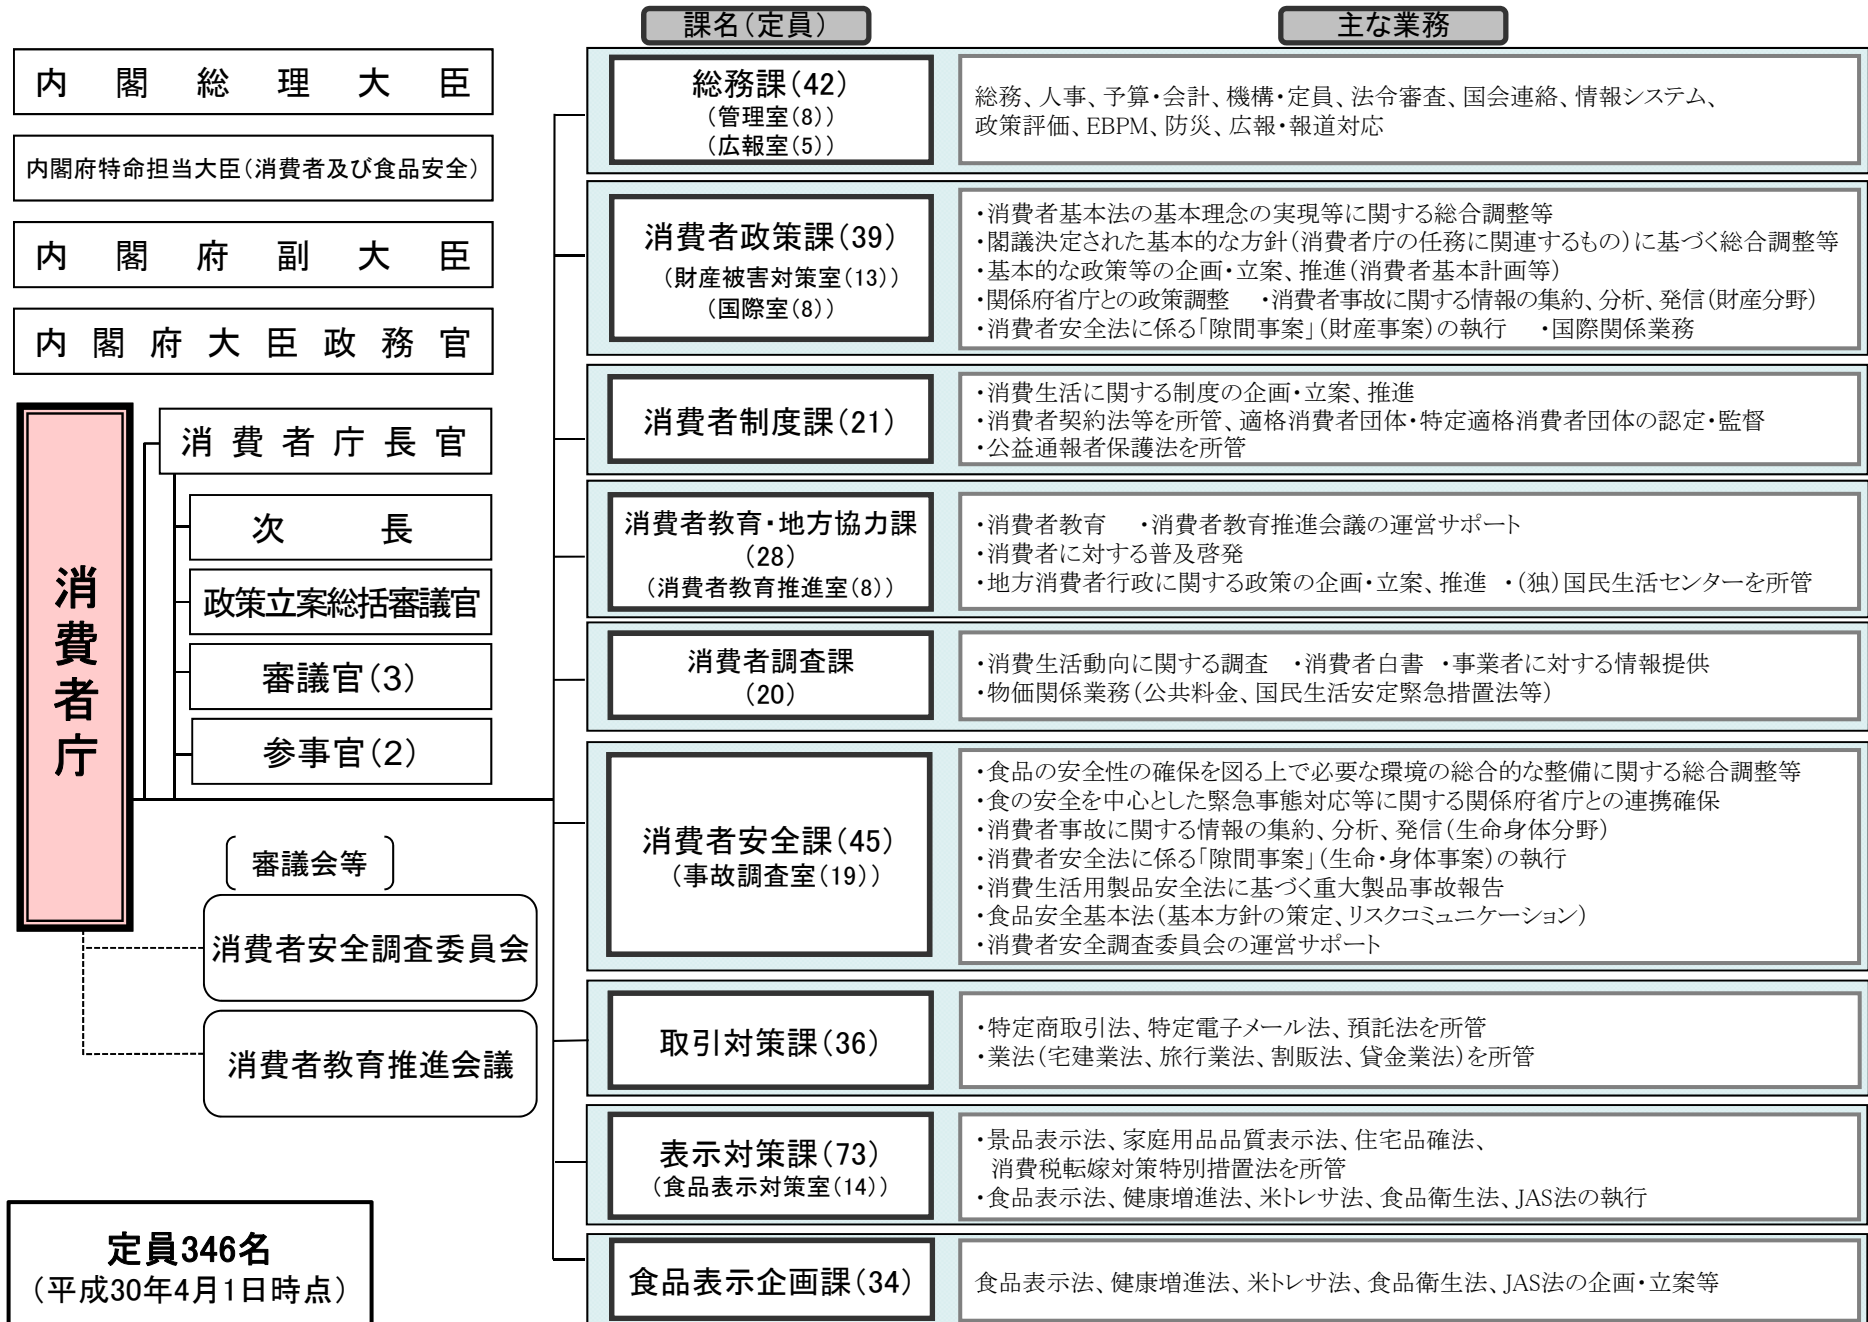 課名（定員）
主な業務
内閣総理大臣
内閣府特命担当大臣（消費者及び食品安全）
内閣府副大臣
内閣府大臣政務官
消費者庁
消費者庁長官
次長
政策立案総括審議官
審議官（3）
参事官（2）
審議会等
消費者安全調査委員会
消費者教育推進会議
定員346名
（平成30年4月1日時点）
総務課（42）
（管理室（8））
（広報室（5））
総務、人事、予算・会計、機構・定員、法令審査、国会連絡、情報システム、
政策評価、EBPM、防災、広報・報道対応
消費者政策課（39）
（財産被害対策室（13））
（国際室（8））
・消費者基本法の基本理念の実現等に関する総合調整等
・閣議決定された基本的な方針（消費者庁の任務に関連するもの）に基づく総合調整等
・基本的な政策等の企画・立案、推進（消費者基本計画等）
・関係府省庁との政策調整　・消費者事故に関する情報の集約、分析、発信（財産分野）
・消費者安全法に係る「隙間事案」（財産事案）の執行　・国際関係業務
消費者制度課（21）
・消費生活に関する制度の企画・立案、推進
・消費者契約法等を所管、適格消費者団体・特定適格消費者団体の認定・監督
・公益通報者保護法を所管
消費者教育・地方協力課
（28）
（消費者教育推進室（8））
・消費者教育　・消費者教育推進会議の運営サポート
・消費者に対する普及啓発
・地方消費者行政に関する政策の企画・立案、推進　・（独）国民生活センターを所管
消費者調査課
（20）
・消費生活動向に関する調査　・消費者白書　・事業者に対する情報提供
・物価関係業務（公共料金、国民生活安定緊急措置法等）
消費者安全課（45）
（事故調査室（19））
・食品の安全性の確保を図る上で必要な環境の総合的な整備に関する総合調整等
・食の安全を中心とした緊急事態対応等に関する関係府省庁との連携確保
・消費者事故に関する情報の集約、分析、発信（生命身体分野）
・消費者安全法に係る「隙間事案」（生命・身体事案）の執行
・消費生活用製品安全法に基づく重大製品事故報告
・食品安全基本法（基本方針の策定、リスクコミュニケーション）
・消費者安全調査委員会の運営サポート
取引対策課（36）
・特定商取引法、特定電子メール法、預託法を所管
・業法（宅建業法、旅行業法、割販法、貸金業法）を所管
表示対策課（73）
（食品表示対策室（14））
・景品表示法、家庭用品品質表示法、住宅品確法、
消費税転嫁対策特別措置法を所管
・食品表示法、健康増進法、米トレサ法、食品衛生法、JAS法の執行
食品表示企画課（34）
食品表示法、健康増進法、米トレサ法、食品衛生法、JAS法の企画・立案等